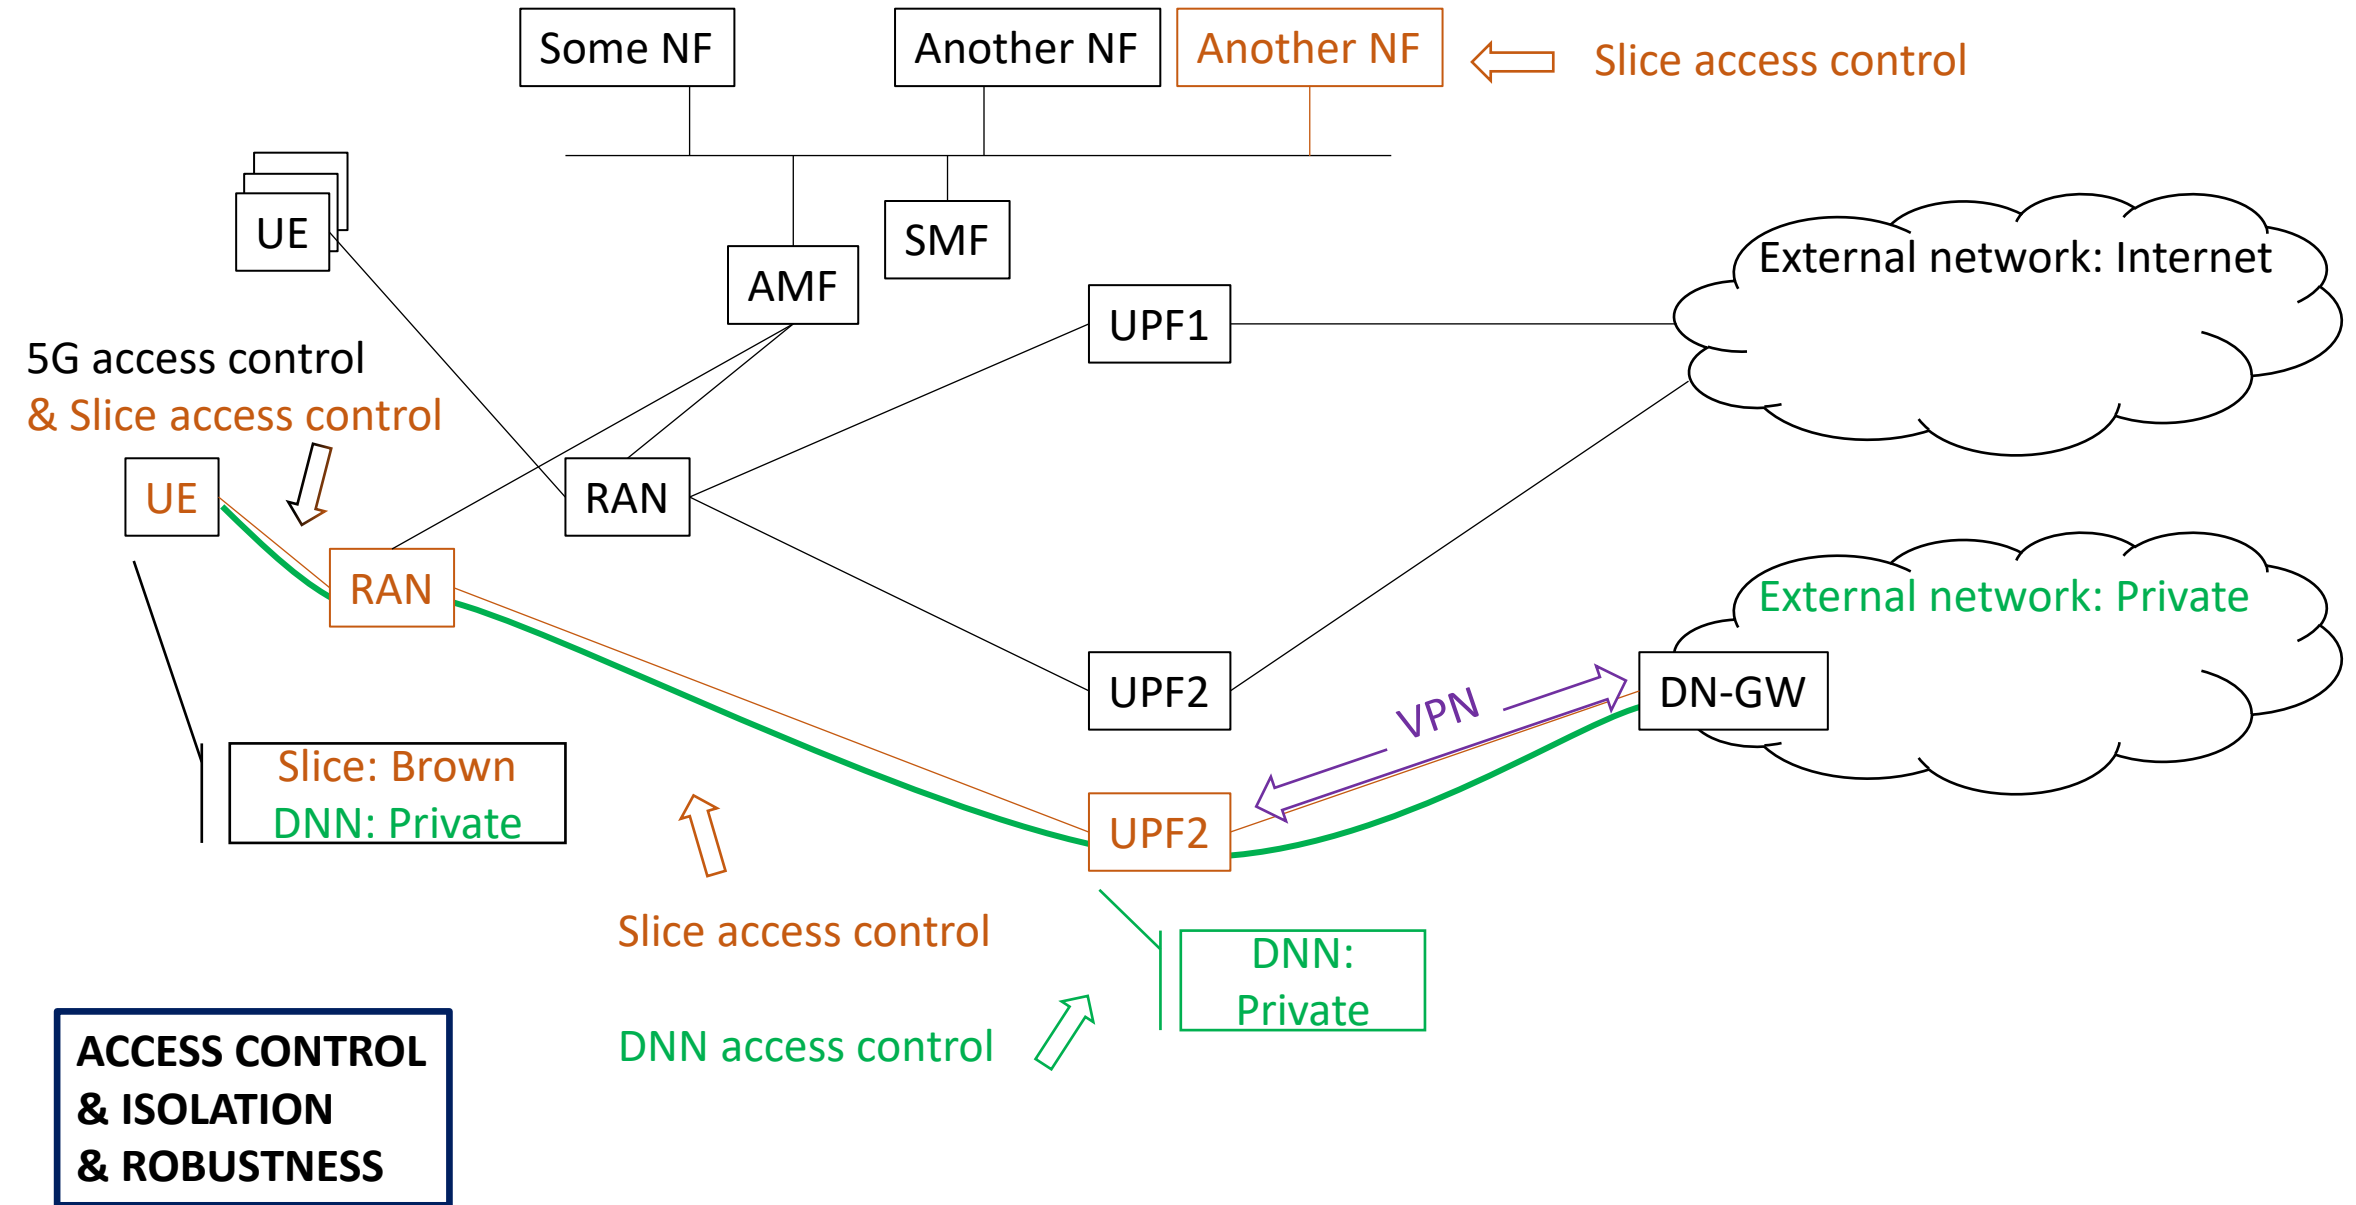 Some NF
Another NF
Another NF
Slice access control
UE
SMF
AMF
External network: Internet
UPF1
5G access control
& Slice access control
UE
RAN
RAN
External network: Private
UPF2
VPN
DN-GW
Slice: Brown
DNN: Private
UPF2
Slice access control
DNN:
Private
DNN access control
ACCESS CONTROL
& ISOLATION
& ROBUSTNESS